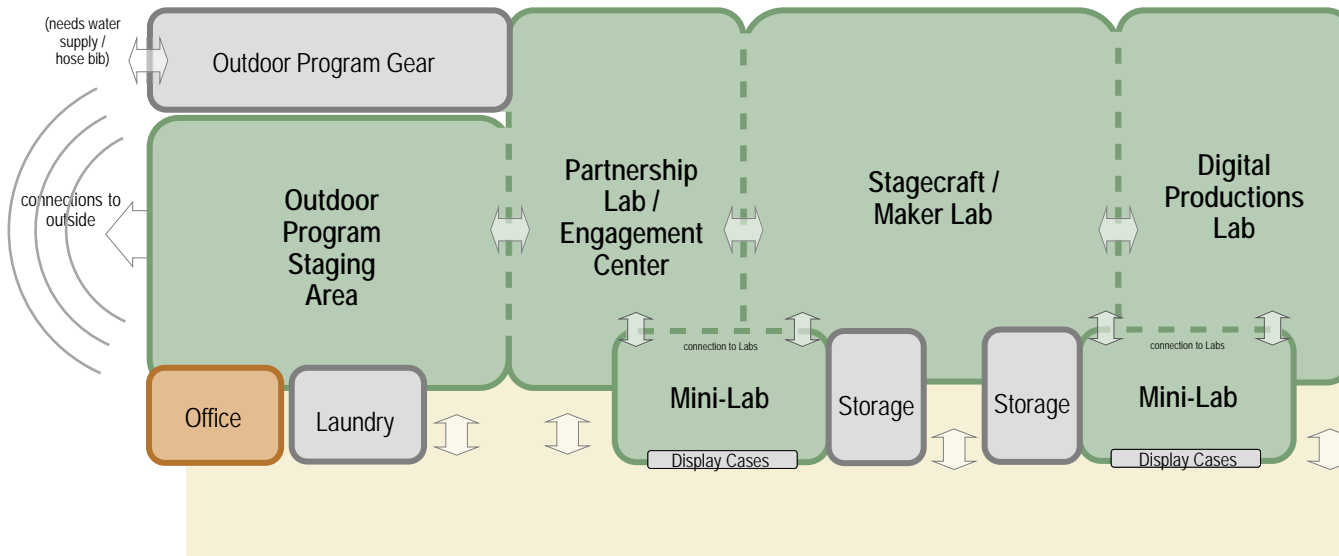 (needs water
supply /
hose bib)
Outdoor Program Gear
connections to
outside
Outdoor
Program
Staging
Area
Partnership
Lab /
Engagement
Center
Stagecraft /
Maker Lab
Digital
Productions
Lab
connection to Labs
connection to Labs
Office
Laundry
Mini-Lab
Storage
Storage
Mini-Lab
Display Cases
Display Cases